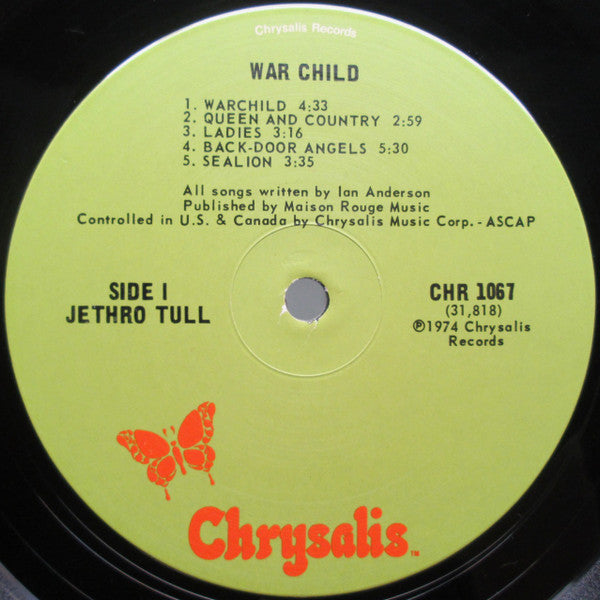 Chrysalis Records
WAR CHILD
1. WARCHILD 4:33
2. QUEEN AND COUNTRY 2:59
3. LADIES 3:16
4. BACK-DOOR ANGELS 5:30
5. SEALION 3:35
All songs written by Ian Anderson
Published by Maison Rouge Music
Controlled in U.S. & Canada by Chrysalis Music Corp. - ASCAP
SIDE I
JETHRO TULL
CHR 1067
(31,818)
℗1974 Chrysalis
Records
Chrysalis™